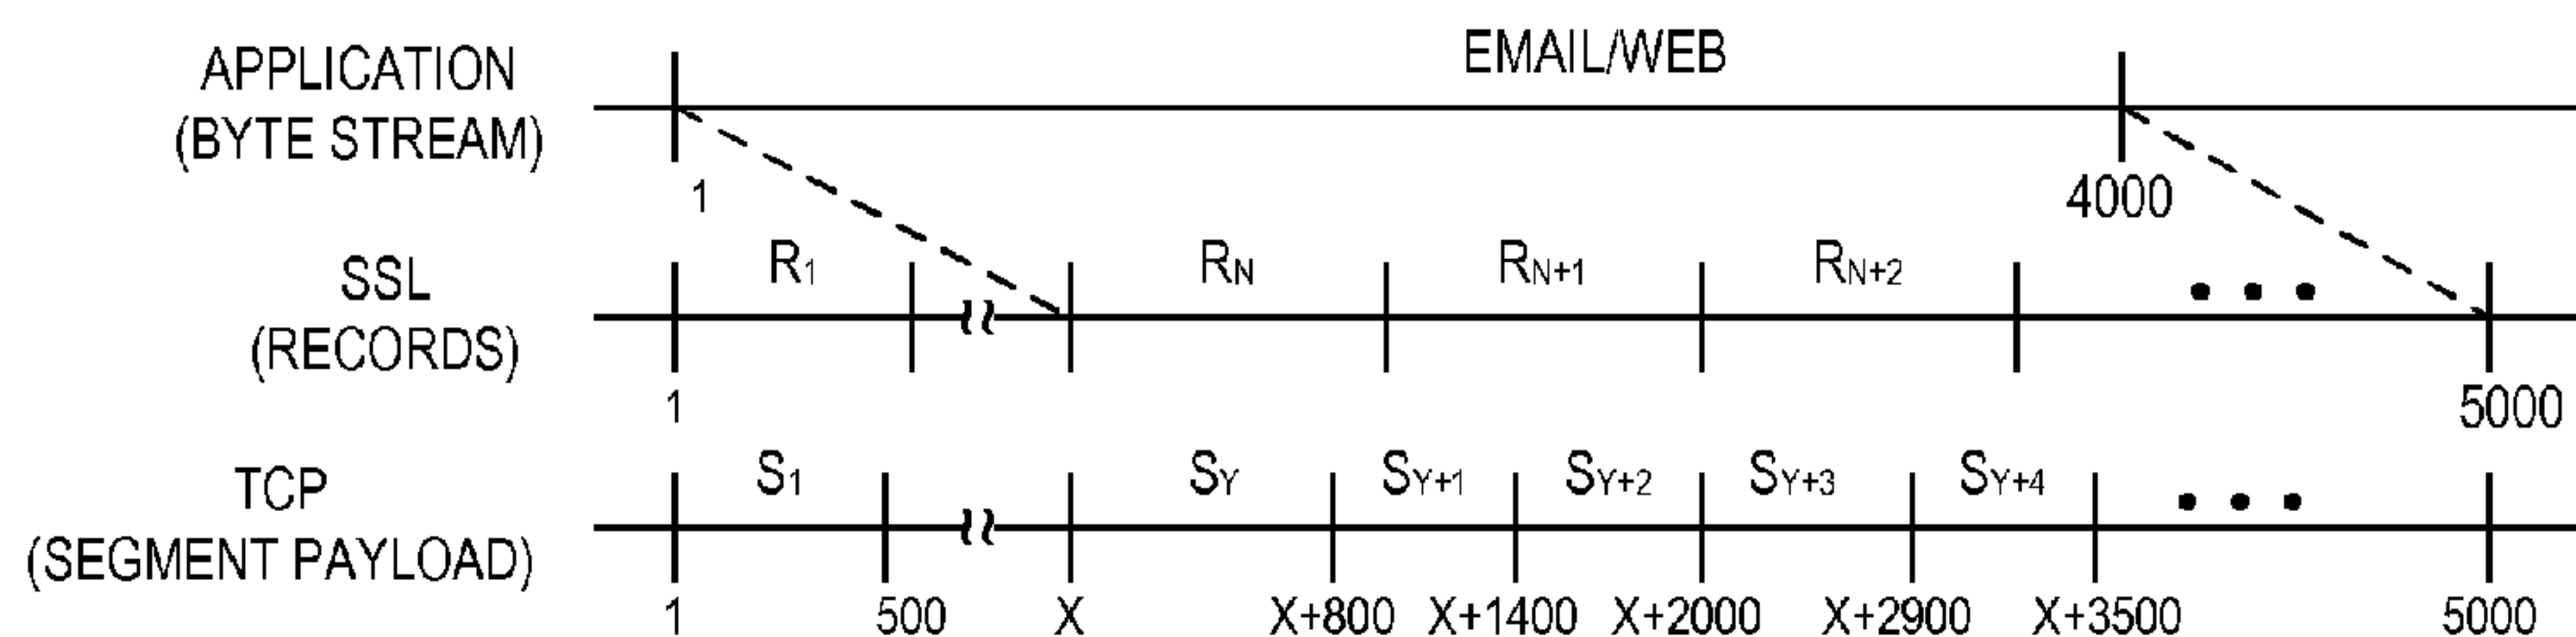 EMAIL/WEB
APPLICATION
(BYTE STREAM)
1 4000
R1 RN RN+1 RN+2 • • •
SSL
(RECORDS)
1 5000
S1 SY SY+1 SY+2 SY+3 SY+4 • • •
TCP
(SEGMENT PAYLOAD)
1 500 X X+800 X+1400 X+2000 X+2900 X+3500 5000